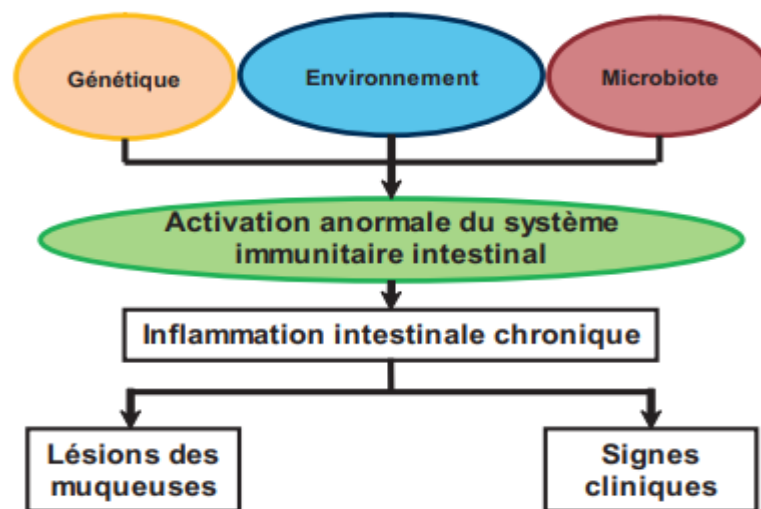 Génétique
Environnement
Microbiote
Activation anormale du système
immunitaire intestinal
Inflammation intestinale chronique
Lésions des
muqueuses
Signes
cliniques